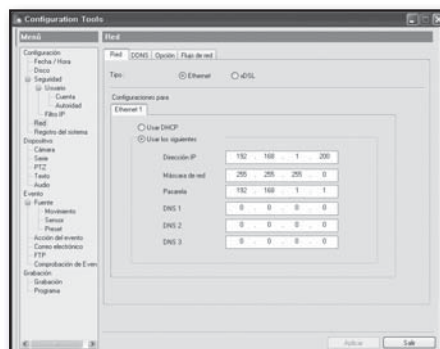 Configuration Tools
Menú
Configuración
Fecha / Hora
Disco
Seguridad
Usuario
Cuenta
Autoridad
Filtro IP
Red
Registro del sistema
Dispositivo
Cámara
Serie
PTZ
Texto
Audio
Evento
Fuente
Movimiento
Sensor
Preset
Acción del evento
Correo electrónico
FTP
Comprobación de Even
Grabación
Grabación
Programa
Red
Red DDNS Opción Flujo de red
Tipo : Ethernet xDSL
Configuraciones para
Ethernet 1
Usar DHCP
Usar los siguientes
Dirección IP 192 . 168 . 1 . 200
Máscara de red 255 . 255 . 255 . 0
Pasarela 192 . 168 . 1 . 1
DNS 1 0 . 0 . 0 . 0
DNS 2 0 . 0 . 0 . 0
DNS 3 0 . 0 . 0 . 0
Aplicar Salir